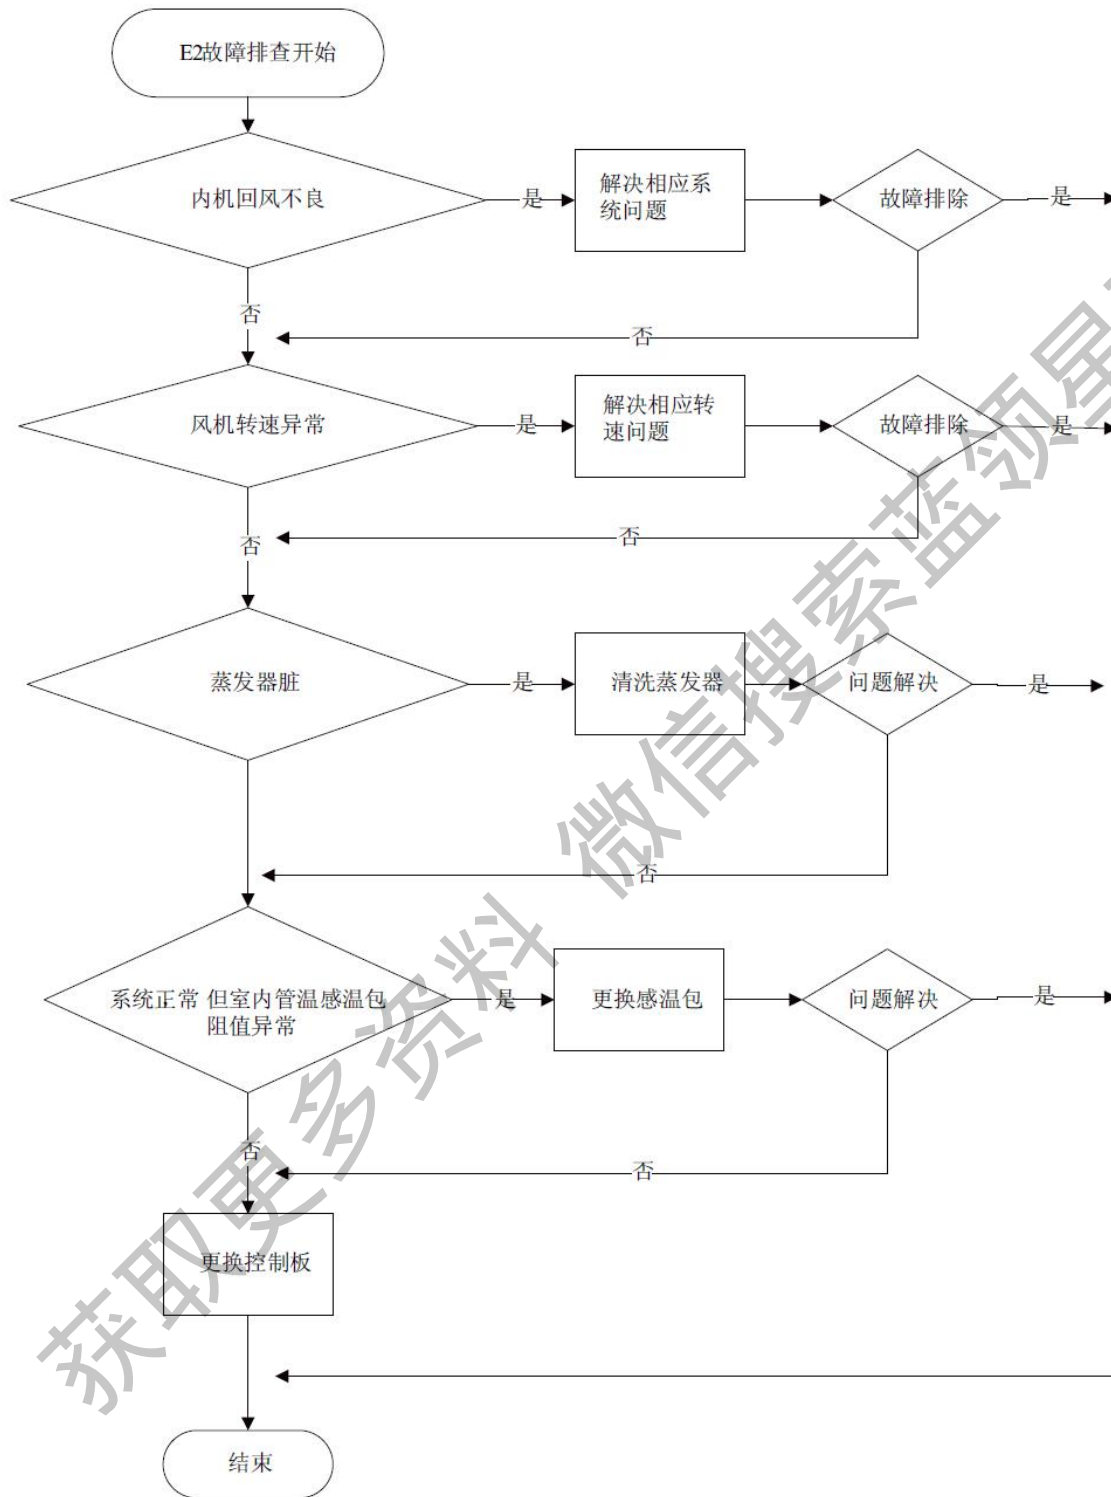 E2故障排查开始
内机回风不良
是
解决相应系
统问题
故障排除
是
否
否
风机转速异常
是
解决相应转
速问题
故障排除
是
否
否
蒸发器脏
是
清洗蒸发器
问题解决
是
否
系统正常 但室内管温感温包
阻值异常
是
更换感温包
问题解决
是
否
否
更换控制板
结束
获取更多资料 微信搜索蓝领星